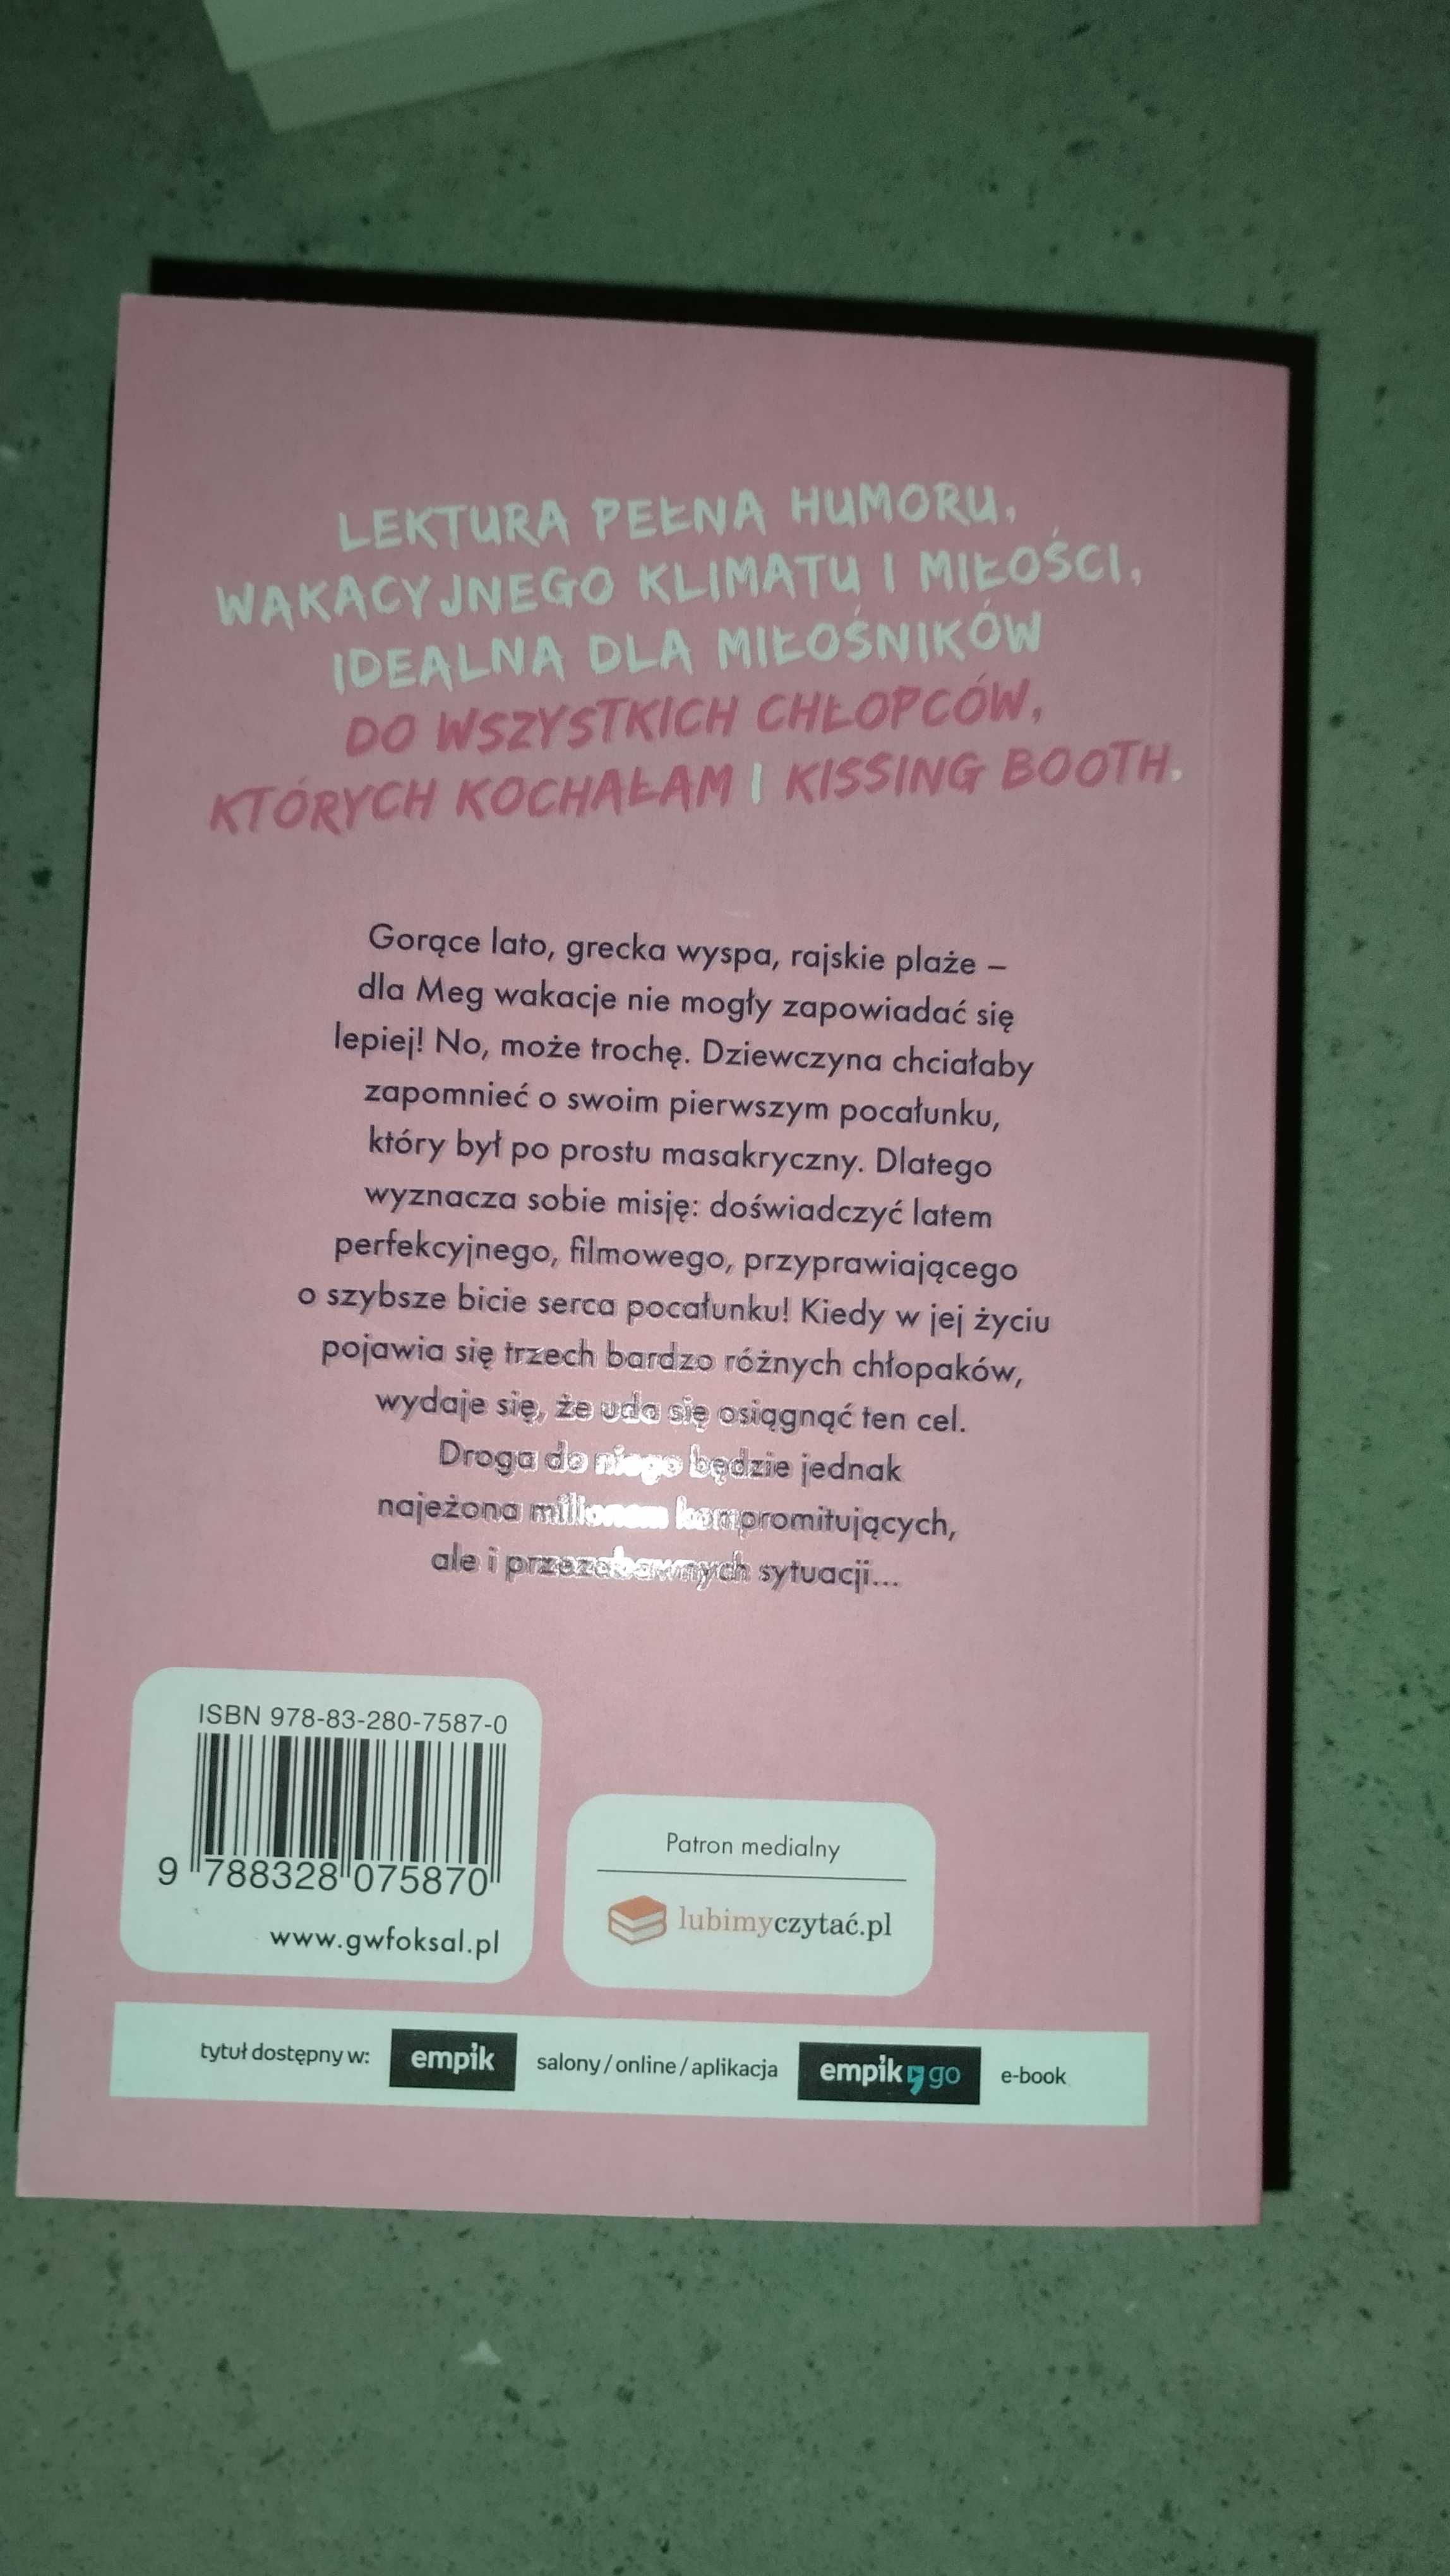 LEKTURA PEŁNA HUMORU,
WAKACYJNEGO KLIMATU I MIŁOŚCI,
IDEALNA DLA MIŁOŚNIKÓW
DO WSZYSTKICH CHŁOPCÓW,
KTÓRYCH KOCHAŁAM I KISSING BOOTH.
Gorące lato, grecka wyspa, rajskie plaże –
dla Meg wakacje nie mogły zapowiadać się
lepiej! No, może trochę. Dziewczyna chciałaby
zapomnieć o swoim pierwszym pocałunku,
który był po prostu masakryczny. Dlatego
wyznacza sobie misję: doświadczyć latem
perfekcyjnego, filmowego, przyprawiającego
o szybsze bicie serca pocałunku! Kiedy w jej życiu
pojawia się trzech bardzo różnych chłopaków,
wydaje się, że uda się osiągnąć ten cel.
Droga do niego będzie jednak
najeżona milionem kompromitujących,
ale i przezabawnych sytuacji...
ISBN 978-83-280-7587-0
9 788328 075870
www.gwfoksal.pl
Patron medialny
lubimyczytać.pl
tytuł dostępny w: empik salony/online/aplikacja empik go e-book